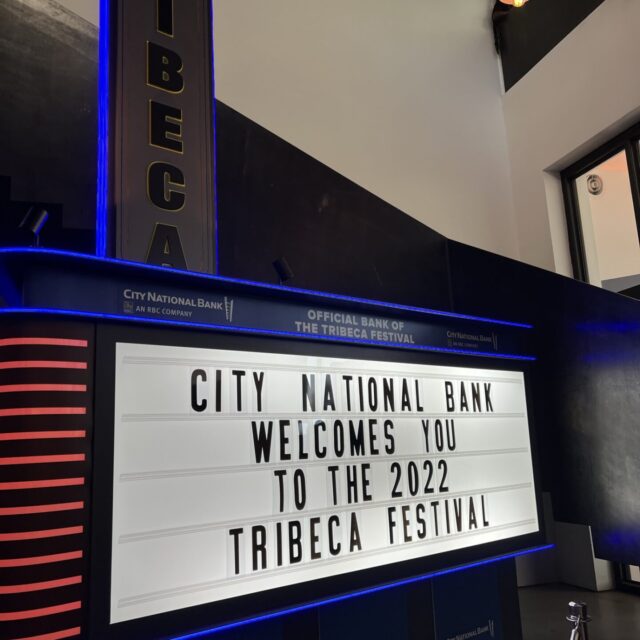 IBECA
CITY NATIONAL BANK
AN RBC COMPANY
OFFICIAL BANK OF
THE TRIBECA FESTIVAL
CITY NATIONAL BANK
CITY NATIONAL BANK
WELCOMES YOU
TO THE 2022
TRIBECA FESTIVAL